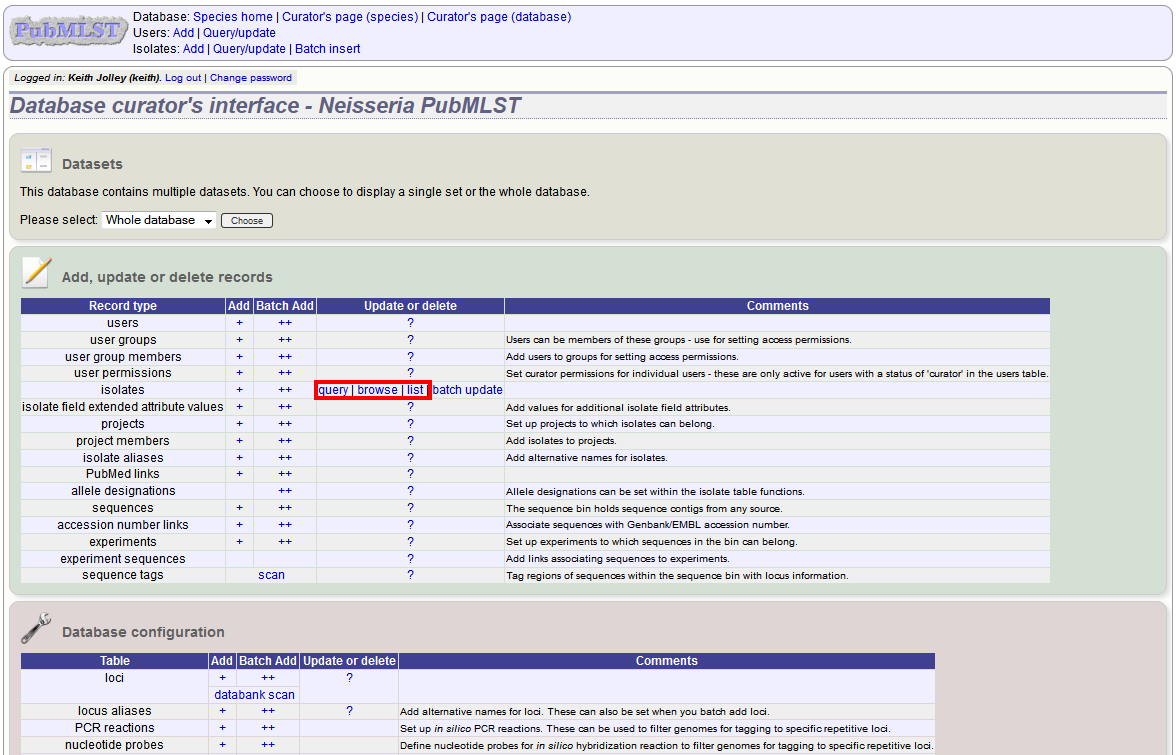 PubMLST
Database: Species home | Curator's page (species) | Curator's page (database)
Users: Add | Query/update
Isolates: Add | Query/update | Batch insert
Logged in: Keith Jolley (keith). Log out | Change password
Database curator's interface - Neisseria PubMLST
Datasets
This database contains multiple datasets. You can choose to display a single set or the whole database.
Please select: Whole database Choose
Add, update or delete records
Record type Add Batch Add Update or delete Comments
users + ++ ?
user groups + ++ ? Users can be members of these groups - use for setting access permissions.
user group members + ++ ? Add users to groups for setting access permissions.
user permissions + ++ ? Set curator permissions for individual users - these are only active for users with a status of 'curator' in the users table.
isolates + ++ query | browse | list | batch update
isolate field extended attribute values + ++ ? Add values for additional isolate field attributes.
projects + ++ ? Set up projects to which isolates can belong.
project members + ++ ? Add isolates to projects.
isolate aliases + ++ ? Add alternative names for isolates.
PubMed links + ++ ?
allele designations ++ ? Allele designations can be set within the isolate table functions.
sequences + ++ ? The sequence bin holds sequence contigs from any source.
accession number links + ++ ? Associate sequences with Genbank/EMBL accession number.
experiments + ++ ? Set up experiments to which sequences in the bin can belong.
experiment sequences ? Add links associating sequences to experiments.
sequence tags scan ? Tag regions of sequences within the sequence bin with locus information.
Database configuration
Table Add Batch Add Update or delete Comments
loci + ++ ?
databank scan
locus aliases + ++ ? Add alternative names for loci. These can also be set when you batch add loci.
PCR reactions + ++ Set up in silico PCR reactions. These can be used to filter genomes for tagging to specific repetitive loci.
nucleotide probes + ++ Define nucleotide probes for in silico hybridization reaction to filter genomes for tagging to specific repetitive loci.